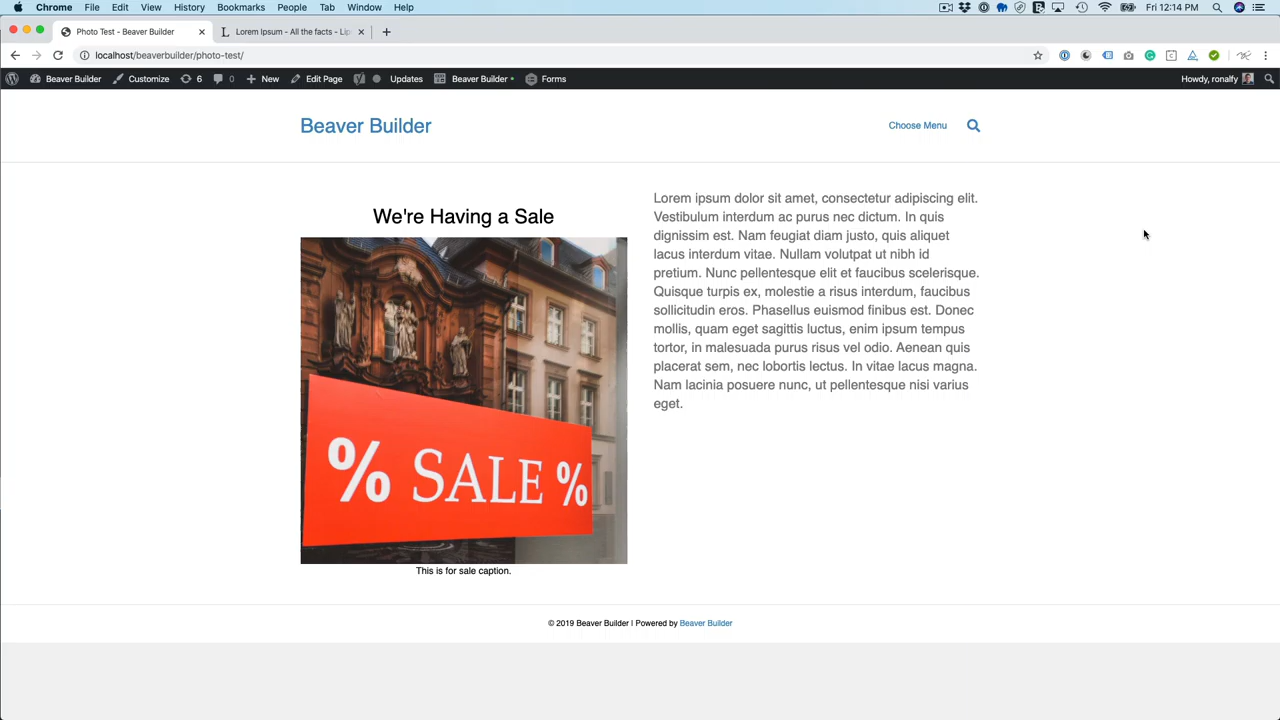 Chrome File Edit View History Bookmarks People Tab Window Help Fri 12:14 PM
Photo Test - Beaver Builder Lorem Ipsum - All the facts - Lip
localhost/beaverbuilder/photo-test/
Beaver Builder Customize 6 0 New Edit Page Updates Beaver Builder Forms Howdy, ronalfy
Beaver Builder
Choose Menu
We're Having a Sale
% SALE %
This is for sale caption.
Lorem ipsum dolor sit amet, consectetur adipiscing elit.
Vestibulum interdum ac purus nec dictum. In quis
dignissim est. Nam feugiat diam justo, quis aliquet
lacus interdum vitae. Nullam volutpat ut nibh id
pretium. Nunc pellentesque elit et faucibus scelerisque.
Quisque turpis ex, molestie a risus interdum, faucibus
sollicitudin eros. Phasellus euismod finibus est. Donec
mollis, quam eget sagittis luctus, enim ipsum tempus
tortor, in malesuada purus risus vel odio. Aenean quis
placerat sem, nec lobortis lectus. In vitae lacus magna.
Nam lacinia posuere nunc, ut pellentesque nisi varius
eget.
© 2019 Beaver Builder | Powered by Beaver Builder